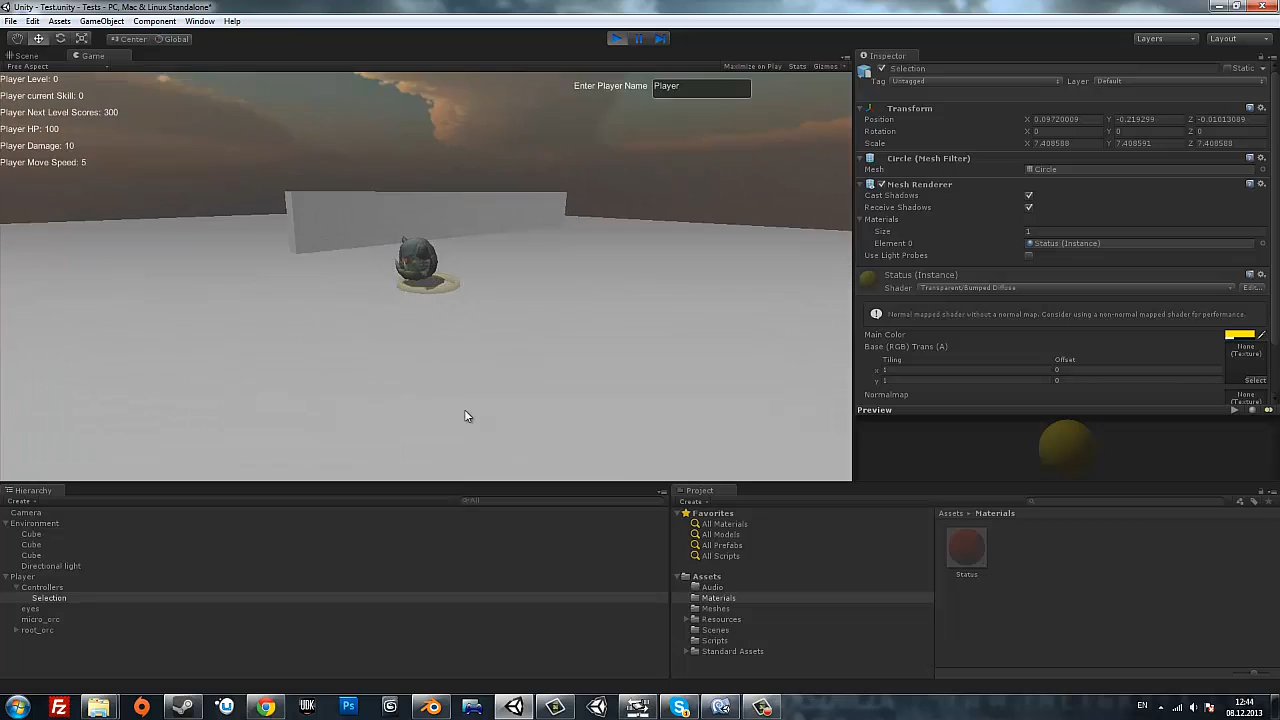 Unity - Testunity - Tests - PC, Mac & Linux Standalone*
File Edit Assets GameObject Component Window Help
Center Global
Layers Layout
Scene Game
Free Aspect
Maximize on Play Stats Gizmos
Player Level: 0
Player current Skill: 0
Player Next Level Scores: 300
Player HP: 100
Player Damage: 10
Player Move Speed: 5
Enter Player Name Player
Inspector
Selection Static
Tag Untagged Layer Default
Transform
Position X 0.09720009 Y -0.219299 Z -0.01013089
Rotation X 0 Y 0 Z 0
Scale X 7.408588 Y 7.408591 Z 7.408588
Circle (Mesh Filter)
Mesh Circle
Mesh Renderer
Cast Shadows
Receive Shadows
Materials
Size 1
Element 0 Status (Instance)
Use Light Probes
Status (Instance)
Shader Transparent/Bumped Diffuse Edit...
Normal mapped shader without a normal map. Consider using a non-normal mapped shader for performance.
Main Color
Base (RGB) Trans (A)
None
(Texture)
Tiling Offset
x 1 0
y 1 0
Select
Normalmap
None
(Texture)
Preview
Hierarchy
Create All
Camera
Environment
Cube
Cube
Cube
Directional light
Player
Controllers
Selection
eyes
micro_orc
root_orc
Project
Create
Favorites
All Materials
All Models
All Prefabs
All Scripts
Assets
Audio
Materials
Meshes
Resources
Scenes
Scripts
Standard Assets
Assets Materials
Status
Fz
UDK
Ps
EN
12:44
08.12.2013